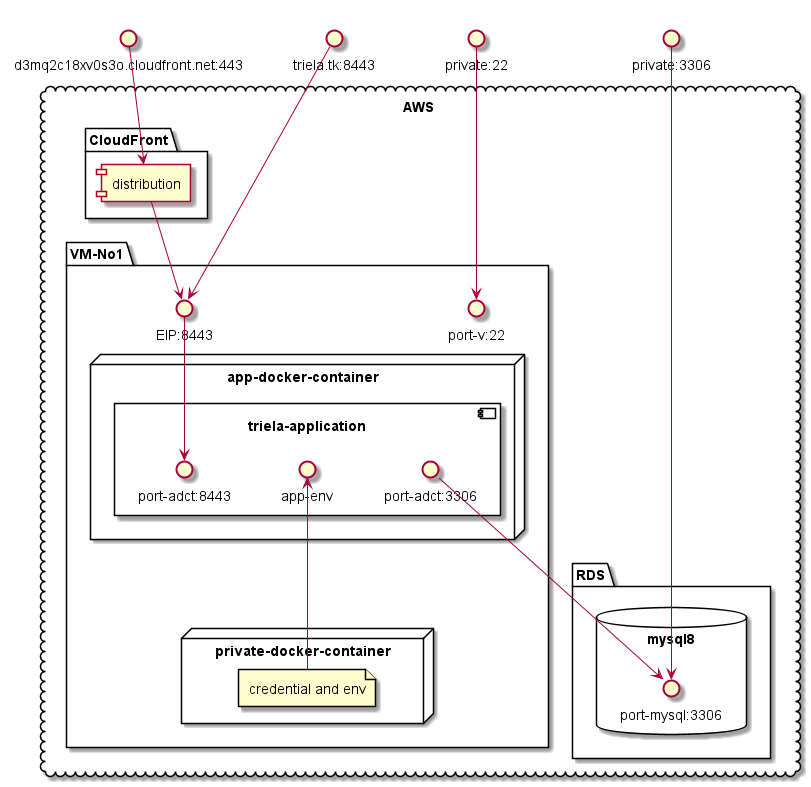 d3mq2c18xv0s3o.cloudfront.net:443
triela.tk:8443
private:22
private:3306
AWS
CloudFront
distribution
VM-No1
EIP:8443
port-v:22
app-docker-container
triela-application
port-adct:8443
app-env
port-adct:3306
RDS
mysql8
private-docker-container
credential and env
port-mysql:3306